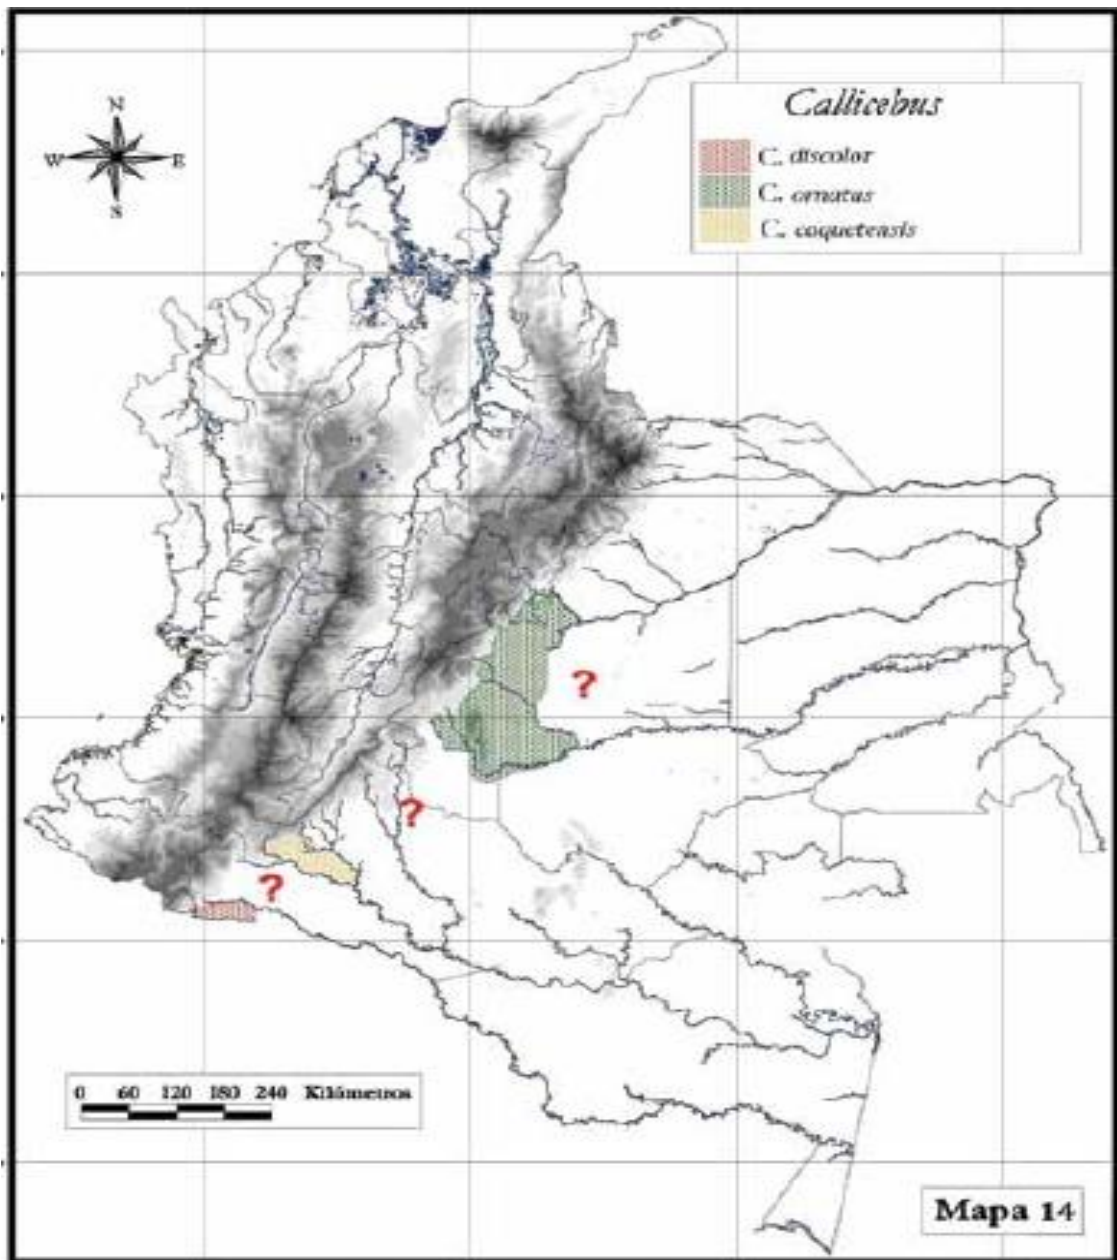 Callicebus
N
W E
S
C. discolor
C. ornatus
C. caquetensis
?
?
?
0 60 120 180 240 Kilómetros
Mapa 14